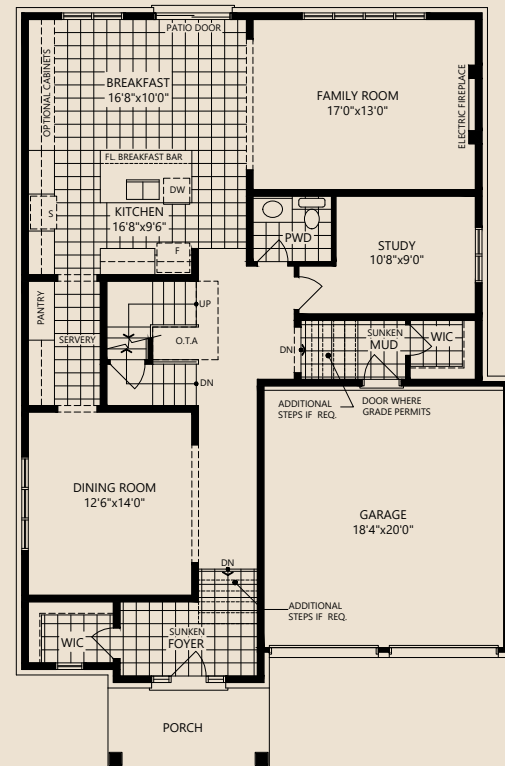 PATIO DOOR
OPTIONAL CABINETS
BREAKFAST
16'8"x10'0"
FAMILY ROOM
17'0"x13'0"
ELECTRIC FIREPLACE
FL. BREAKFAST BAR
DW
S
KITCHEN
16'8"x9'6"
F
PWD
STUDY
10'8"x9'0"
PANTRY
SERVERY
UP
O.T.A
DN
DN
SUNKEN
MUD
WIC
ADDITIONAL
STEPS IF REQ.
DOOR WHERE
GRADE PERMITS
DINING ROOM
12'6"x14'0"
GARAGE
18'4"x20'0"
DN
ADDITIONAL
STEPS IF REQ.
WIC
SUNKEN
FOYER
PORCH